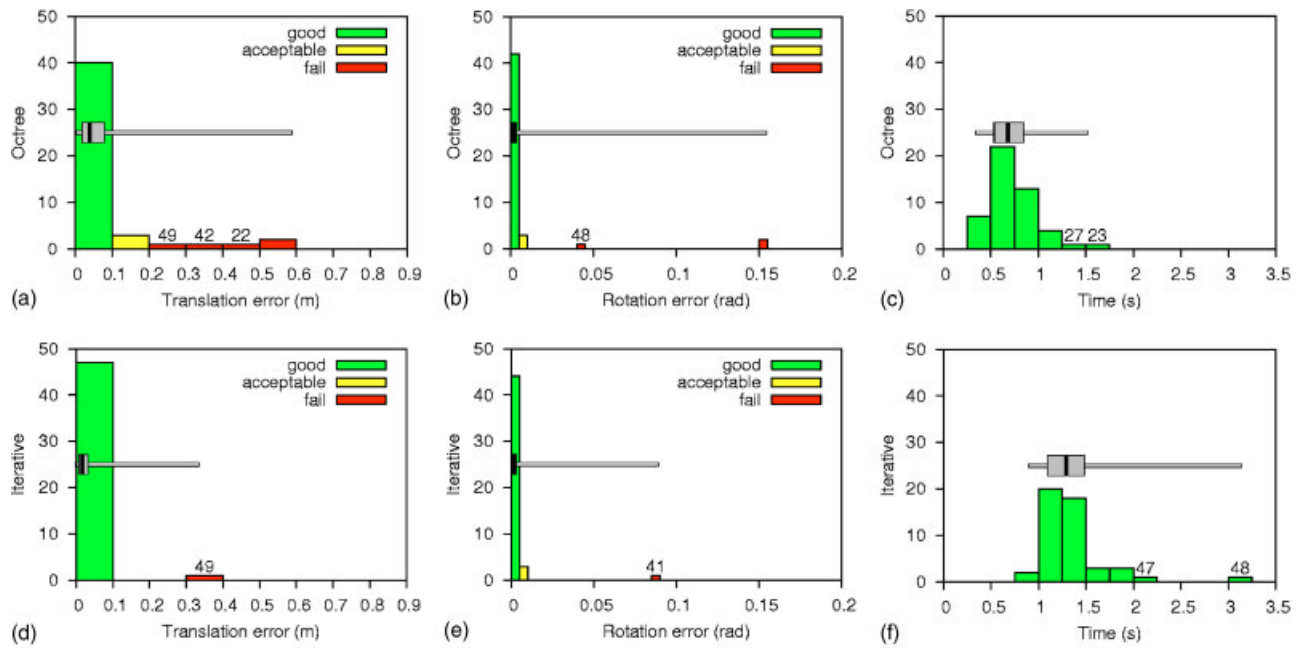 50
40
30
20
10
0
Octree
good
acceptable
fail
49 42 22
0 0.1 0.2 0.3 0.4 0.5 0.6 0.7 0.8 0.9
(a) Translation error (m)
50
40
30
20
10
0
Octree
good
acceptable
fail
48
0 0.05 0.1 0.15 0.2
(b) Rotation error (rad)
50
40
30
20
10
0
Octree
27 23
0 0.5 1 1.5 2 2.5 3 3.5
(c) Time (s)
50
40
30
20
10
0
Iterative
good
acceptable
fail
49
0 0.1 0.2 0.3 0.4 0.5 0.6 0.7 0.8 0.9
(d) Translation error (m)
50
40
30
20
10
0
Iterative
good
acceptable
fail
41
0 0.05 0.1 0.15 0.2
(e) Rotation error (rad)
50
40
30
20
10
0
Iterative
47 48
0 0.5 1 1.5 2 2.5 3 3.5
(f) Time (s)